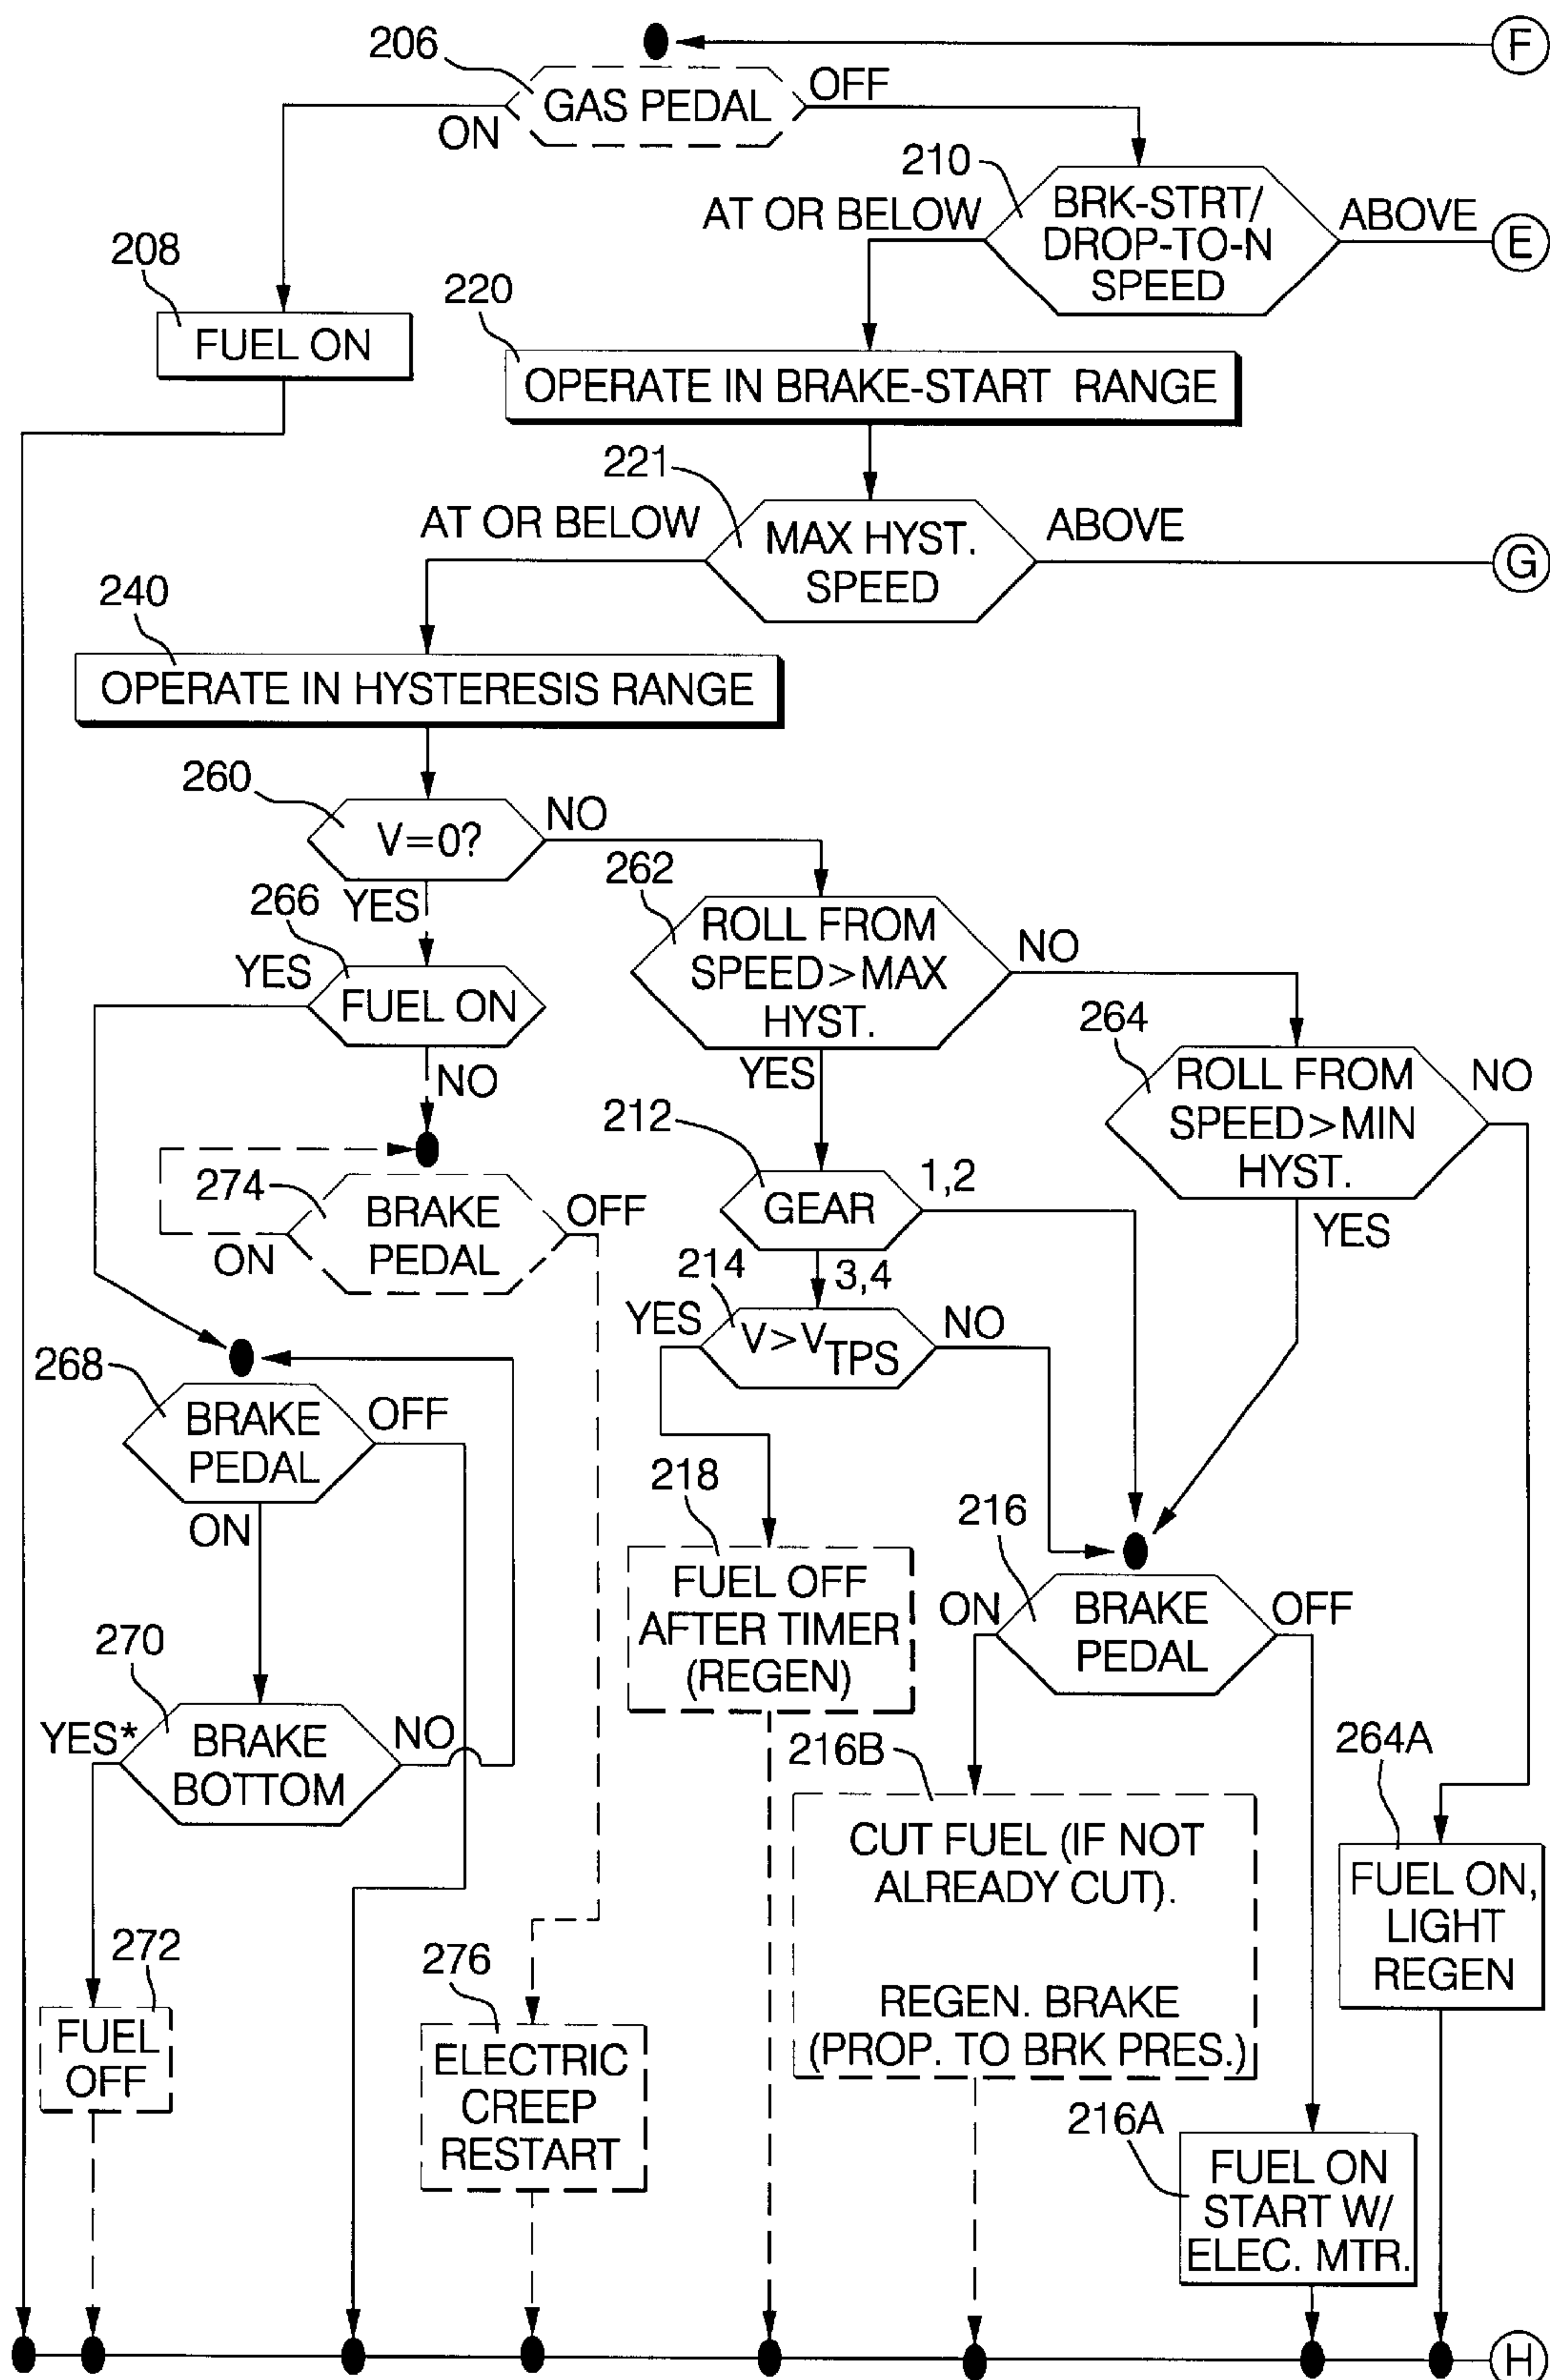 F
206
GAS PEDAL
OFF
ON
210
BRK-STRT/
DROP-TO-N
SPEED
AT OR BELOW
ABOVE
E
208
FUEL ON
220
OPERATE IN BRAKE-START RANGE
221
AT OR BELOW
MAX HYST.
SPEED
ABOVE
G
240
OPERATE IN HYSTERESIS RANGE
260
V=0?
NO
YES
262
ROLL FROM
SPEED>MAX
HYST.
NO
YES
266
YES
FUEL ON
NO
264
ROLL FROM
SPEED>MIN
HYST.
NO
YES
212
GEAR
1,2
3,4
274
BRAKE
PEDAL
OFF
ON
214
YES
V>VTPS
NO
268
BRAKE
PEDAL
OFF
ON
218
FUEL OFF
AFTER TIMER
(REGEN)
216
ON
BRAKE
PEDAL
OFF
270
YES*
BRAKE
BOTTOM
NO
216B
CUT FUEL (IF NOT
ALREADY CUT).
REGEN. BRAKE
(PROP. TO BRK PRES.)
264A
FUEL ON,
LIGHT
REGEN
272
FUEL
OFF
276
ELECTRIC
CREEP
RESTART
216A
FUEL ON
START W/
ELEC. MTR.
H